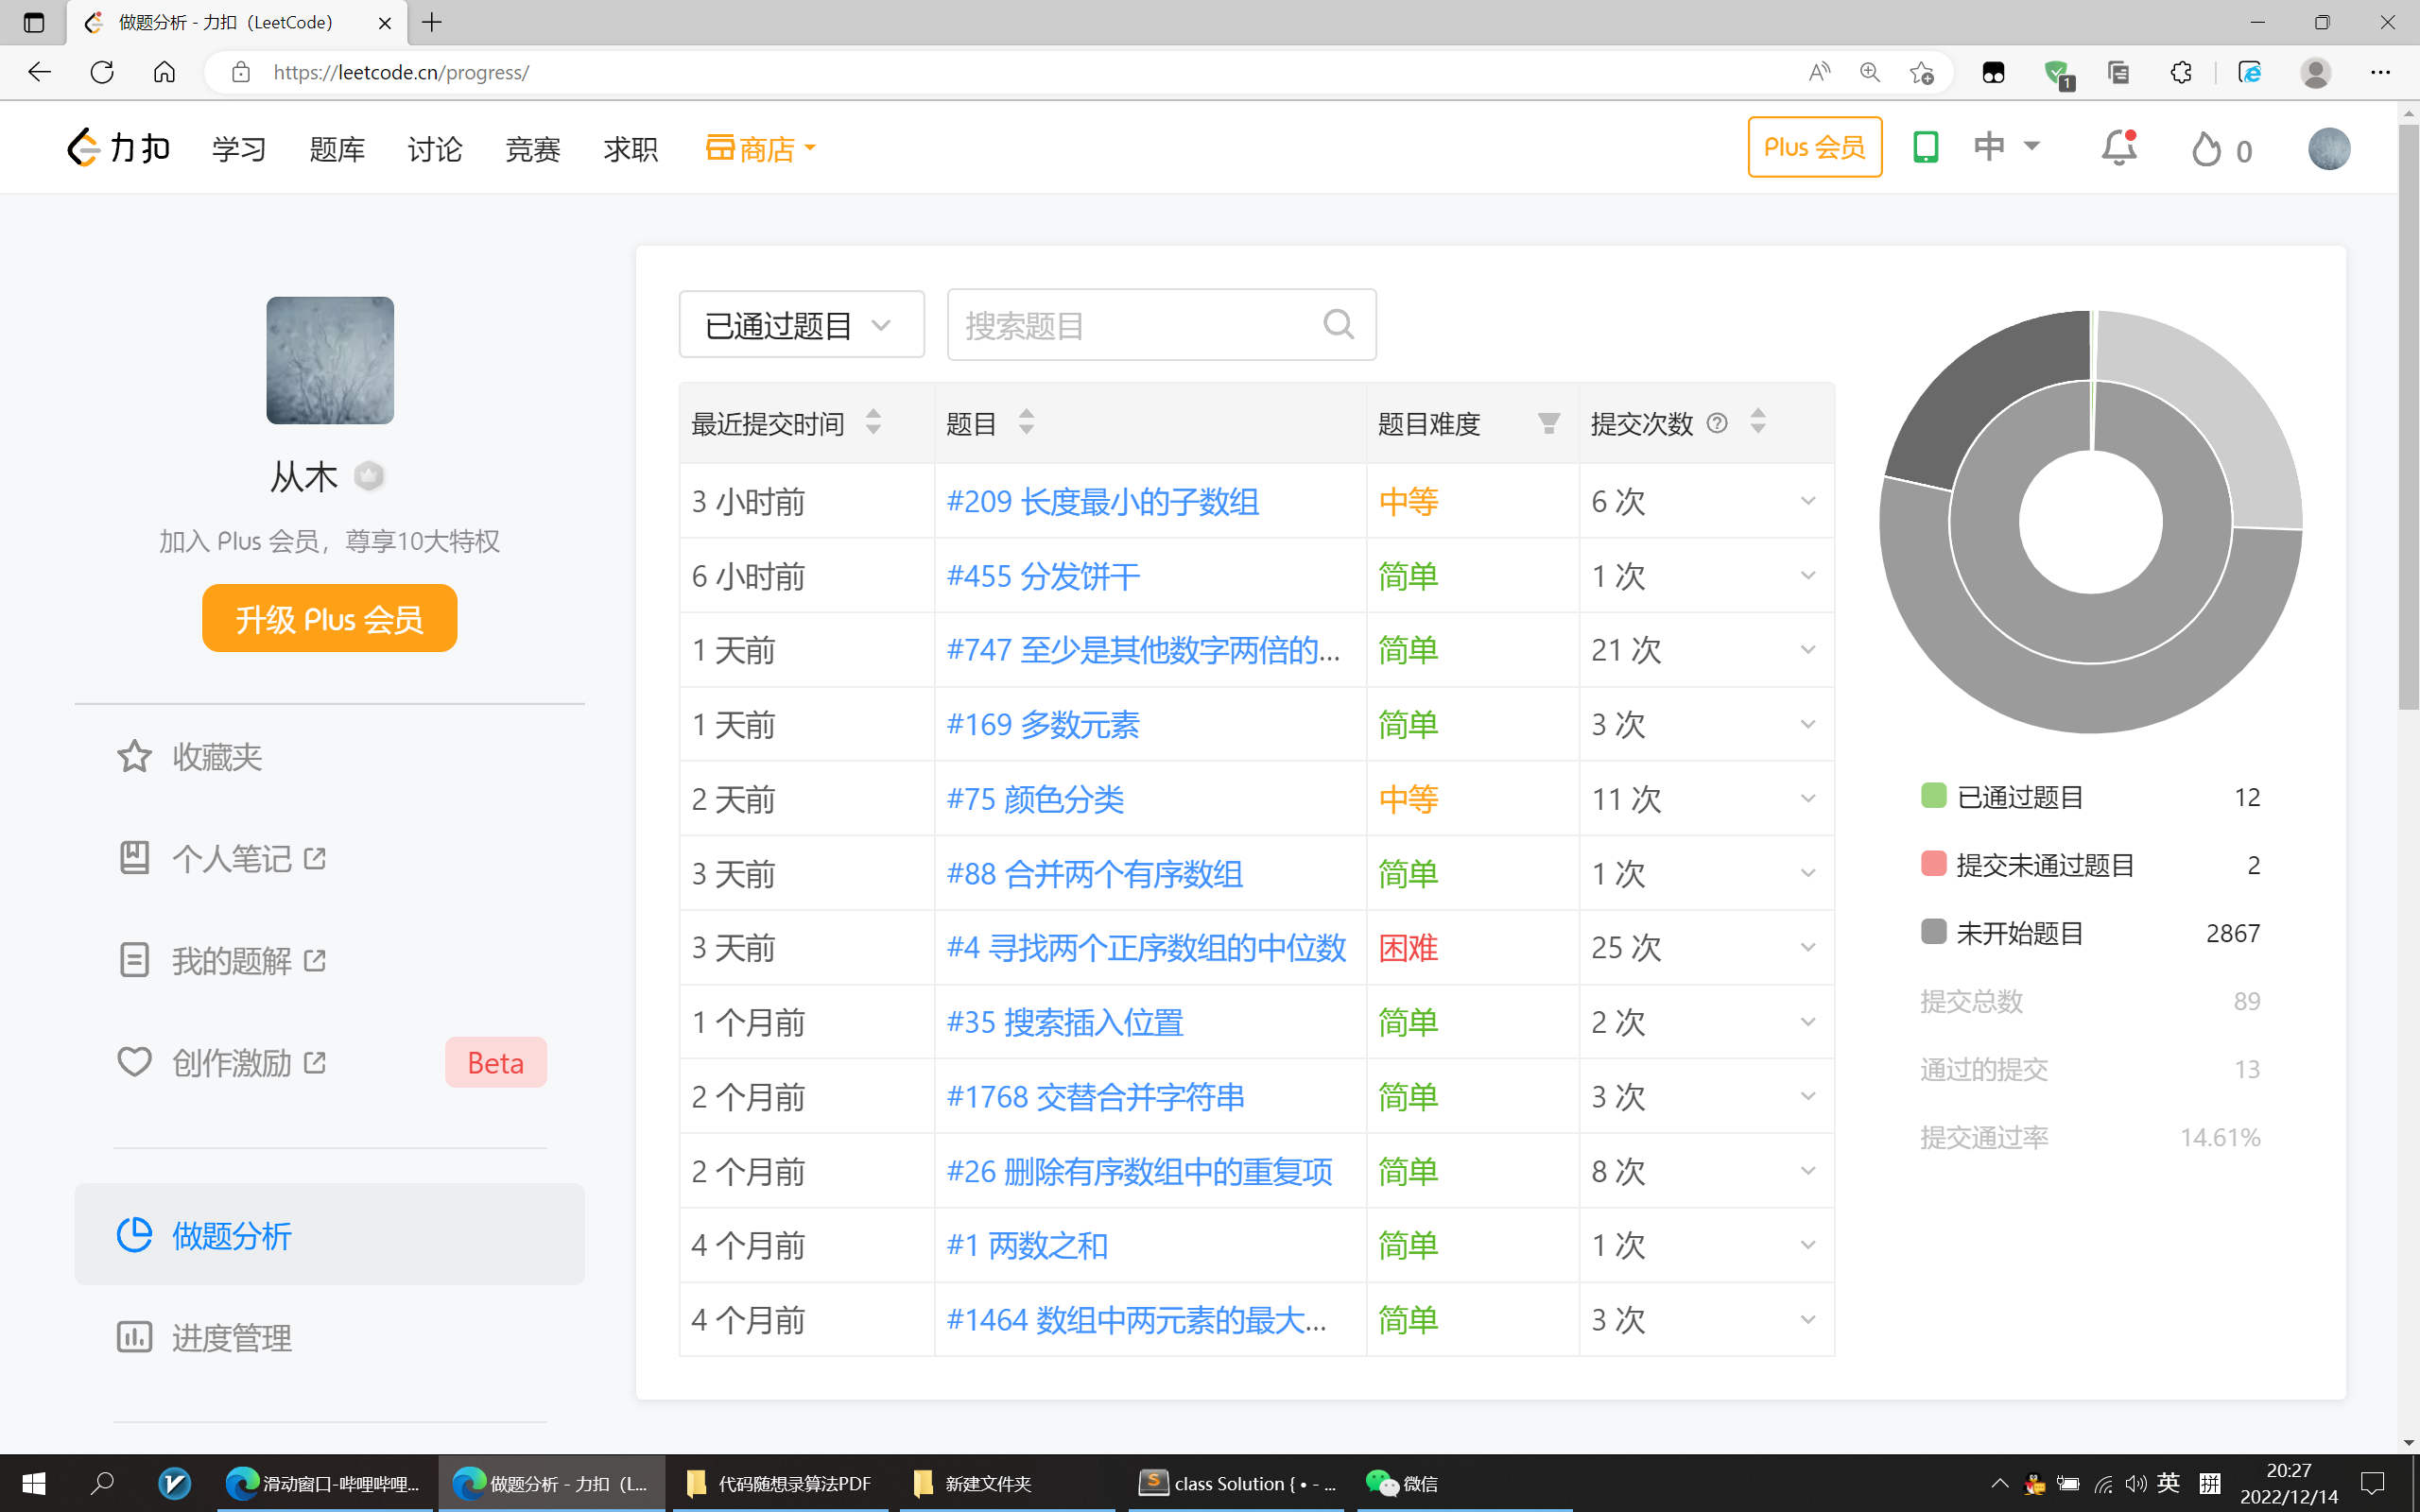 做题分析 - 力扣（LeetCode）
https://leetcode.cn/progress/
1
力扣 学习 题库 讨论 竞赛 求职 商店 Plus 会员 中 0
从木
加入 Plus 会员，尊享10大特权
升级 Plus 会员
收藏夹
个人笔记
我的题解
创作激励 Beta
做题分析
进度管理
已通过题目 搜索题目
最近提交时间 题目 题目难度 提交次数
3 小时前 #209 长度最小的子数组 中等 6 次
6 小时前 #455 分发饼干 简单 1 次
1 天前 #747 至少是其他数字两倍的... 简单 21 次
1 天前 #169 多数元素 简单 3 次
2 天前 #75 颜色分类 中等 11 次
3 天前 #88 合并两个有序数组 简单 1 次
3 天前 #4 寻找两个正序数组的中位数 困难 25 次
1 个月前 #35 搜索插入位置 简单 2 次
2 个月前 #1768 交替合并字符串 简单 3 次
2 个月前 #26 删除有序数组中的重复项 简单 8 次
4 个月前 #1 两数之和 简单 1 次
4 个月前 #1464 数组中两元素的最大... 简单 3 次
已通过题目 12
提交未通过题目 2
未开始题目 2867
提交总数 89
通过的提交 13
提交通过率 14.61%
滑动窗口-哔哩哔哩... 做题分析 - 力扣（L... 代码随想录算法PDF 新建文件夹 class Solution { • - ... 微信 英 拼
20:27
2022/12/14